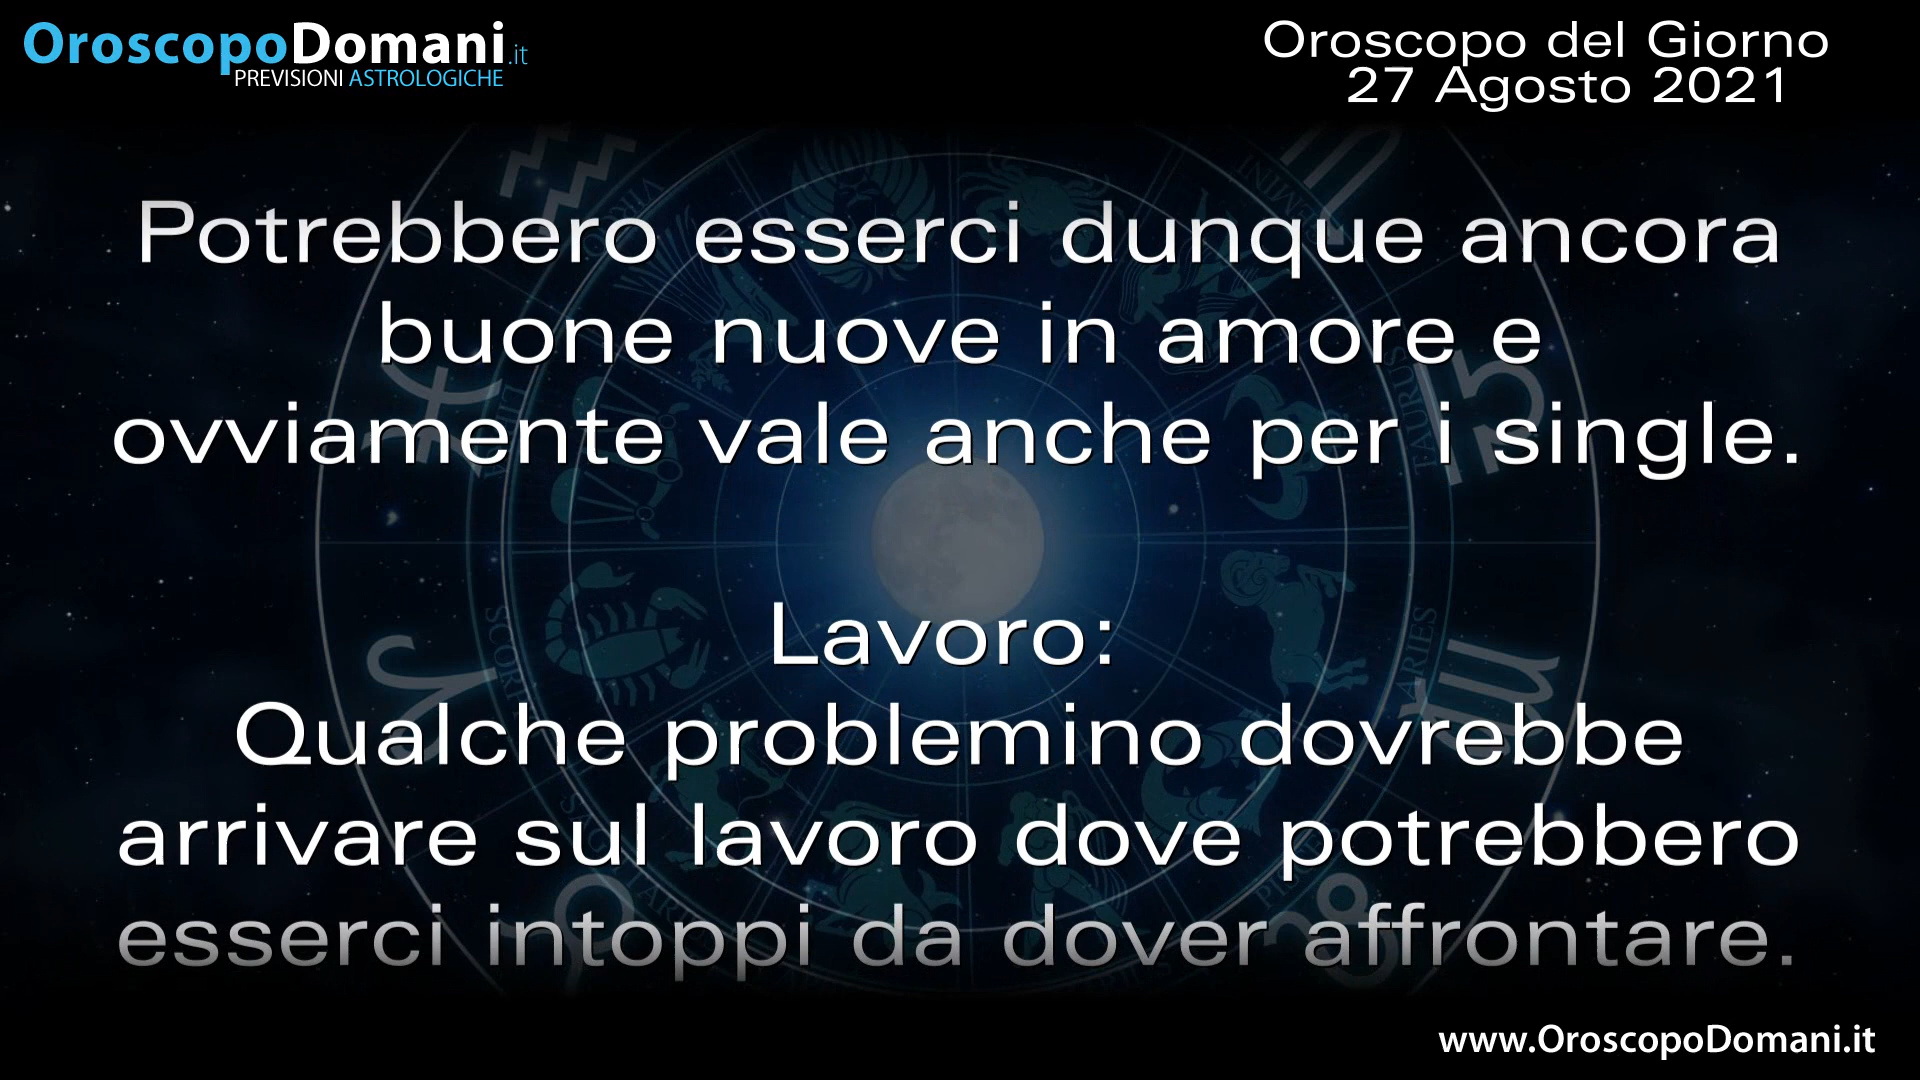 OroscopoDomani.it
PREVISIONI ASTROLOGICHE
Oroscopo del Giorno
27 Agosto 2021
Potrebbero esserci dunque ancora
buone nuove in amore e
ovviamente vale anche per i single.
Lavoro:
Qualche problemino dovrebbe
arrivare sul lavoro dove potrebbero
esserci intoppi da dover affrontare.
TAURUS
ARIES
www.OroscopoDomani.it